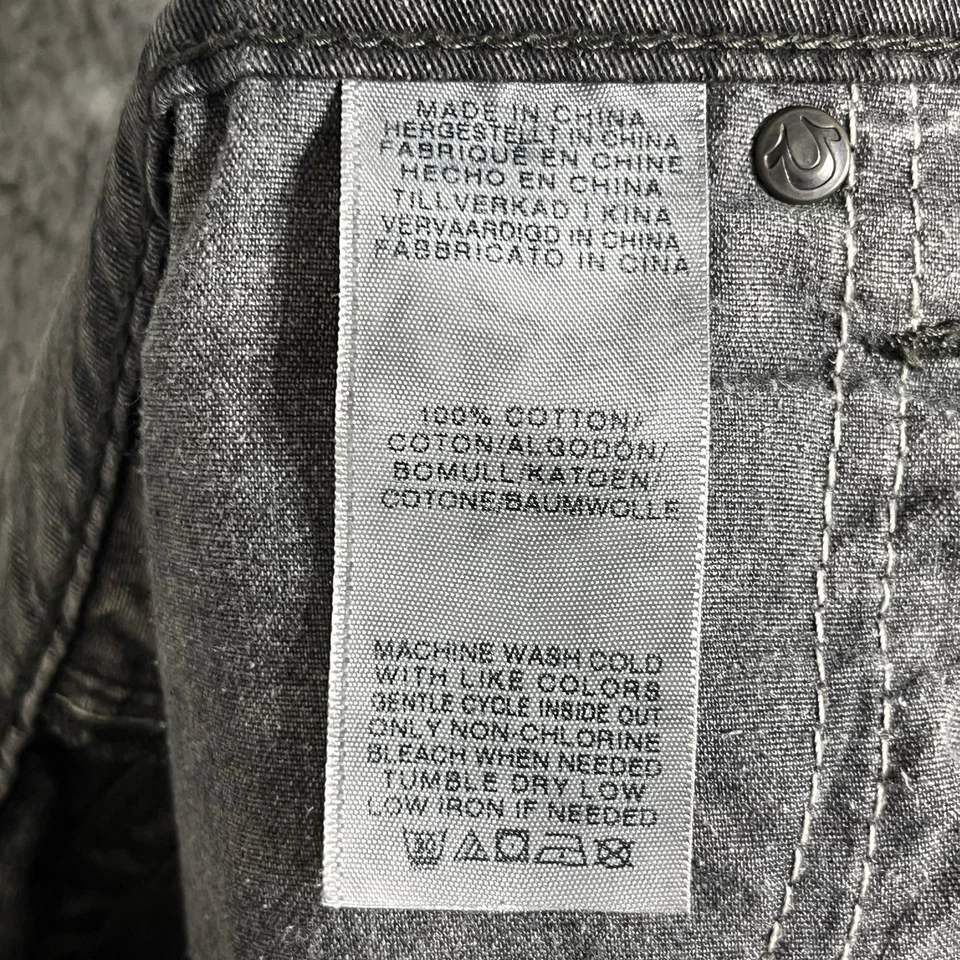 MADE IN CHINA
HERGESTELLT IN CHINA
FABRIQUE EN CHINE
HECHO EN CHINA
TILLVERKAD I KINA
VERVAARDIGD IN CHINA
FABBRICATO IN CINA
100% COTTON/
COTON/ALGODÓN/
BOMULL/KATOEN/
COTONE/BAUMWOLLE
MACHINE WASH COLD
WITH LIKE COLORS
GENTLE CYCLE INSIDE OUT
ONLY NON-CHLORINE
BLEACH WHEN NEEDED
TUMBLE DRY LOW
LOW IRON IF NEEDED
30